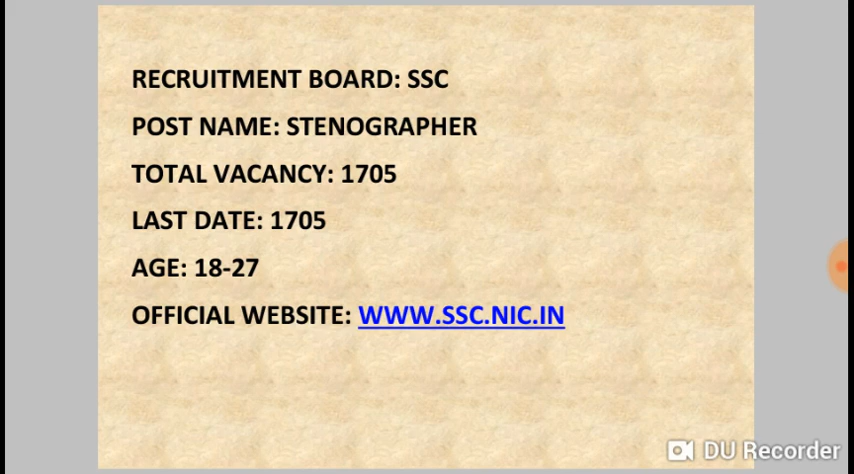 RECRUITMENT BOARD: SSC
POST NAME: STENOGRAPHER
TOTAL VACANCY: 1705
LAST DATE: 1705
AGE: 18-27
OFFICIAL WEBSITE: WWW.SSC.NIC.IN
DU Recorder